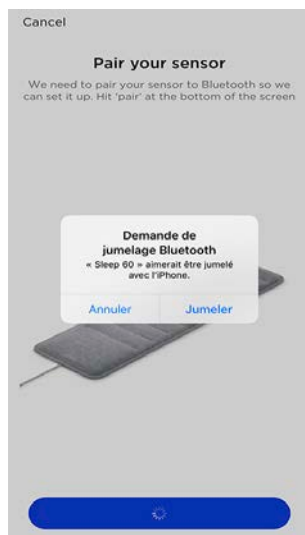 Cancel
Pair your sensor
We need to pair your sensor to Bluetooth so we
can set it up. Hit 'pair' at the bottom of the screen
Demande de
jumelage Bluetooth
« Sleep 60 » aimerait être jumelé
avec l'iPhone.
Annuler Jumeler